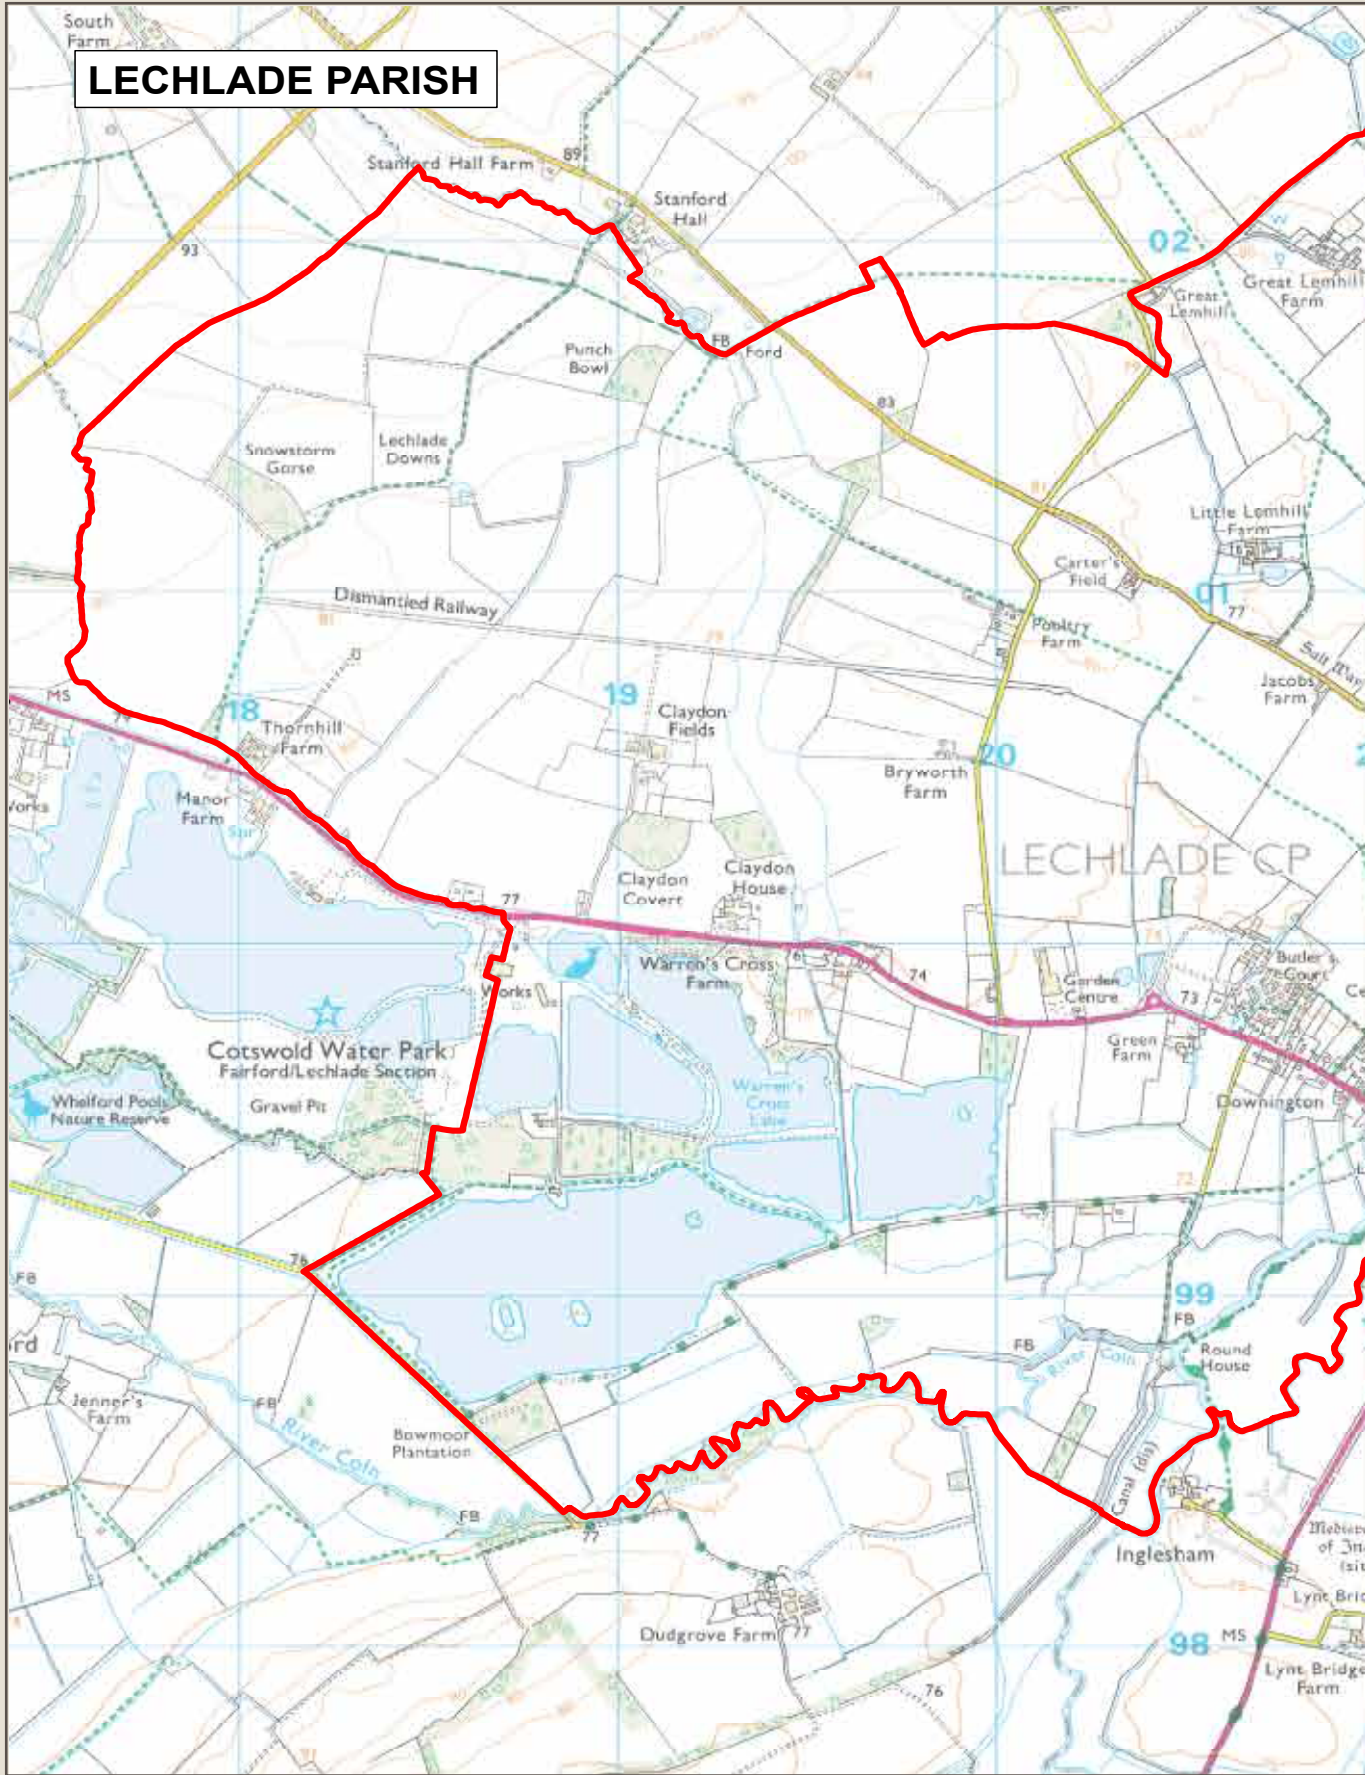 South
Farm
LECHLADE PARISH
Stanford Hall Farm
89
Stanford
Hall
93
02
Great
Lemhill
Great Lemhill
Farm
FB
Ford
Punch
Bowl
83
Snowstorm
Gorse
Lechlade
Downs
81
Little Lemhill
Farm
Carter's
Field
01
77
Dismantled Railway
Poultry
Farm
Salt Way
Jacobs
Farm
MS
18
19
Claydon
Fields
Thornhill
Farm
20
Bryworth
Farm
Manor
Farm
LECHLADE CP
Claydon
Covert
Claydon
House
77
Warren's Cross
Farm
74
Garden
Centre
73
Butler's
Court
Works
Green
Farm
Cotswold Water Park
Fairford/Lechlade Section
Gravel Pit
Whelford Pools
Nature Reserve
Warren's
Cross
Lake
Downington
72
76
FB
99
FB
Round
House
FB
River Coln
Jenner's
Farm
FB
River Coln
Bowmoor
Plantation
Canal (dis)
FB
77
Inglesham
Dudgrove Farm
77
98
MS
Lynt Bridge
Farm
76